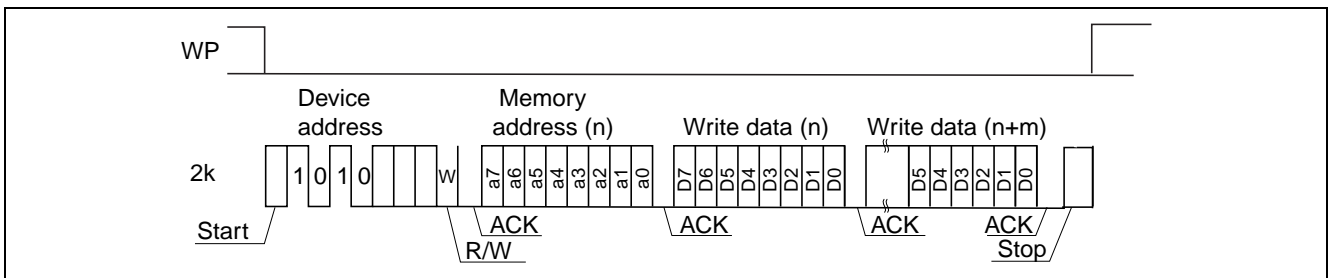 WP
Device address
Memory address (n)
Write data (n)
Write data (n+m)
2k
1 0 1 0
W
a7 a6 a5 a4 a3 a2 a1 a0
D7 D6 D5 D4 D3 D2 D1 D0
D5 D4 D3 D2 D1 D0
Start
R/W
ACK
ACK
ACK
ACK
Stop